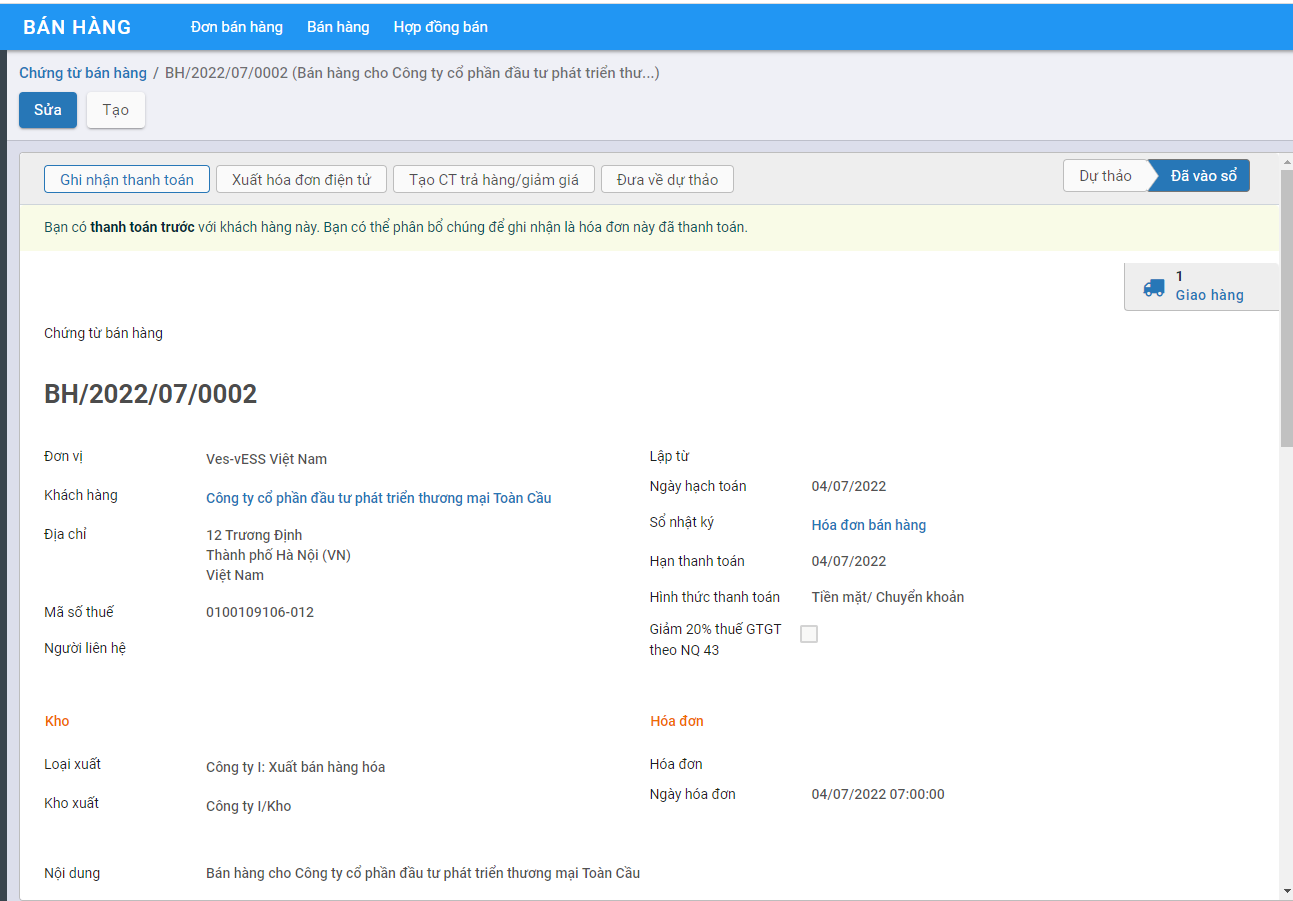 BÁN HÀNG Đơn bán hàng Bán hàng Hợp đồng bán
Chứng từ bán hàng / BH/2022/07/0002 (Bán hàng cho Công ty cổ phần đầu tư phát triển thư...)
Sửa Tạo
Ghi nhận thanh toán Xuất hóa đơn điện tử Tạo CT trả hàng/giảm giá Đưa về dự thảo Dự thảo Đã vào sổ
Bạn có thanh toán trước với khách hàng này. Bạn có thể phân bổ chúng để ghi nhận là hóa đơn này đã thanh toán.
1
Giao hàng
Chứng từ bán hàng
BH/2022/07/0002
Đơn vị Ves-vESS Việt Nam
Khách hàng Công ty cổ phần đầu tư phát triển thương mại Toàn Cầu
Địa chỉ 12 Trương Định
Thành phố Hà Nội (VN)
Việt Nam
Mã số thuế 0100109106-012
Người liên hệ
Lập từ
Ngày hạch toán 04/07/2022
Sổ nhật ký Hóa đơn bán hàng
Hạn thanh toán 04/07/2022
Hình thức thanh toán Tiền mặt/ Chuyển khoản
Giảm 20% thuế GTGT
theo NQ 43
Kho
Loại xuất Công ty I: Xuất bán hàng hóa
Kho xuất Công ty I/Kho
Hóa đơn
Hóa đơn
Ngày hóa đơn 04/07/2022 07:00:00
Nội dung Bán hàng cho Công ty cổ phần đầu tư phát triển thương mại Toàn Cầu